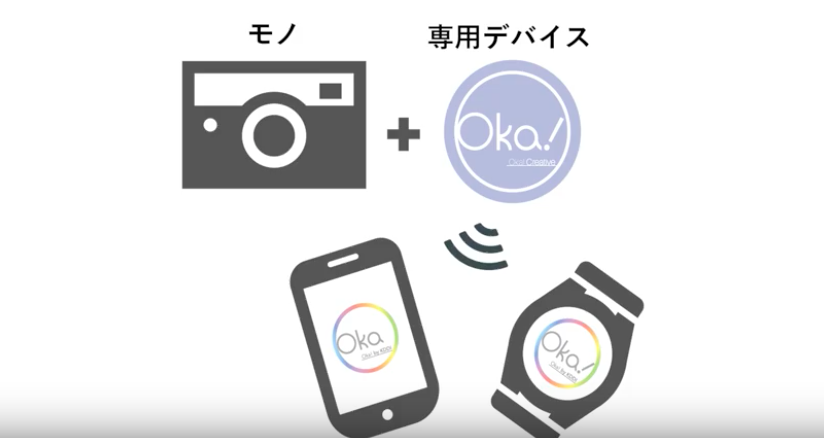 モノ
専用デバイス
Oka!
Oka! Creative
Oka
Oka! by KDDI
Oka!
Oka! by KDDI